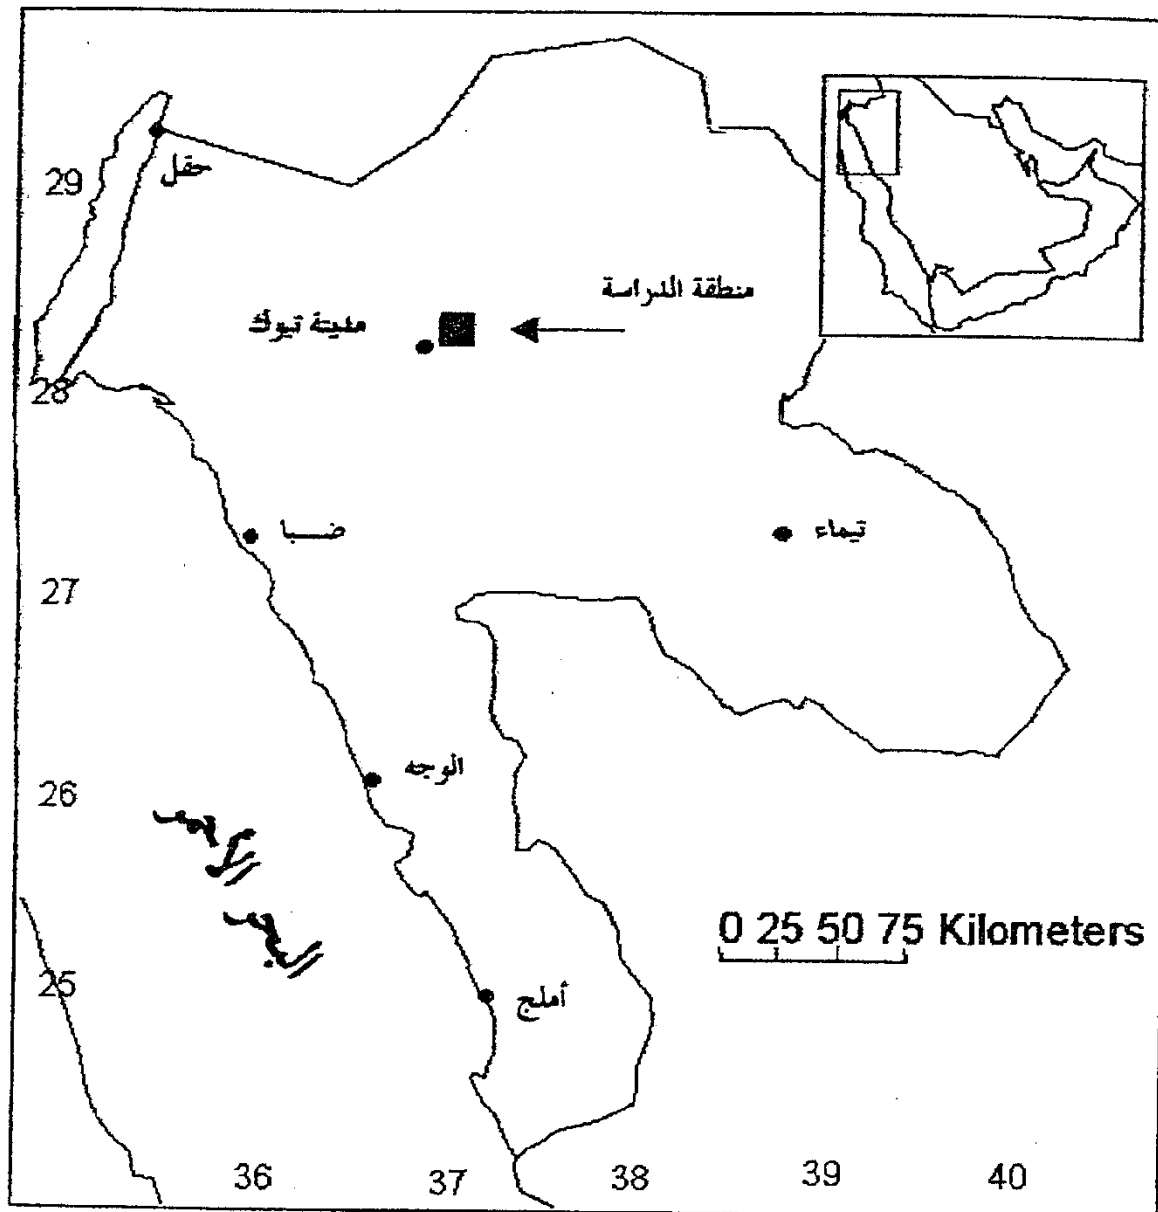 حقل
29
منطقة الدراسة
مدينة تبوك
28
ضبا
تيماء
27
الوجه
26
البحر
الأحمر
0 25 50 75 Kilometers
25
أملج
36 37 38 39 40